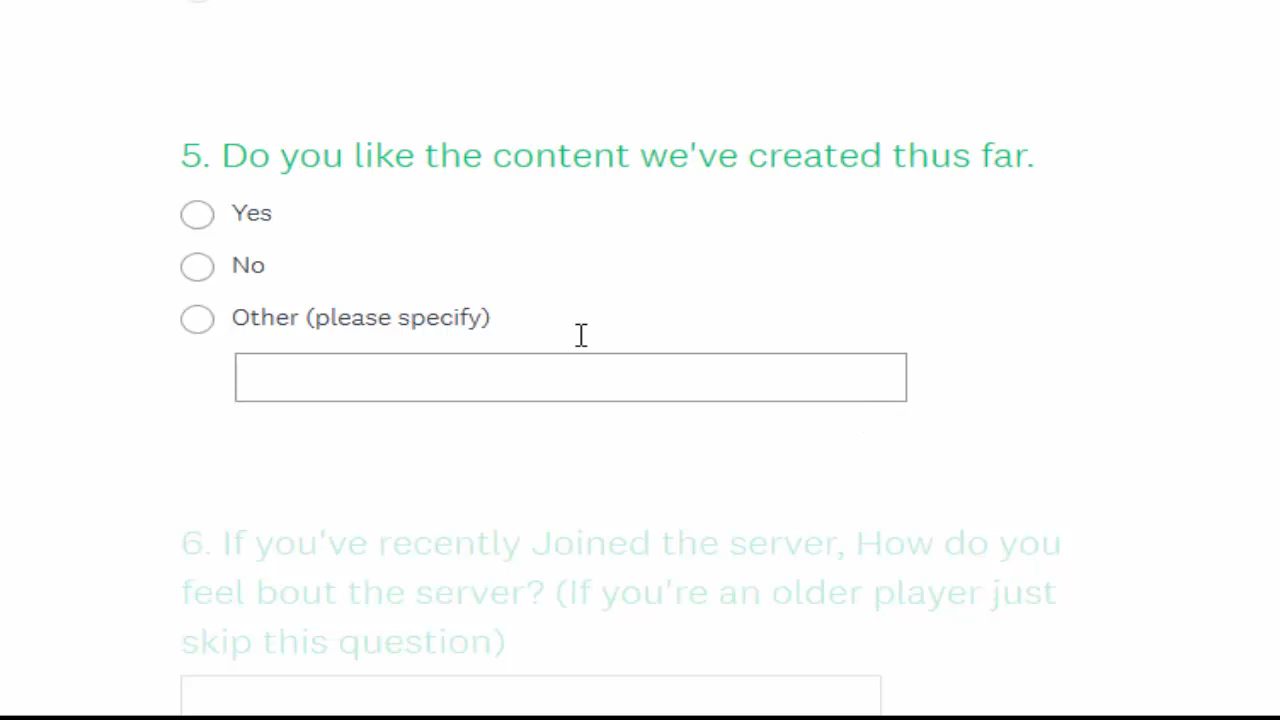 5. Do you like the content we've created thus far.
Yes
No
Other (please specify)
6. If you've recently Joined the server, How do you
feel bout the server? (If you're an older player just
skip this question)